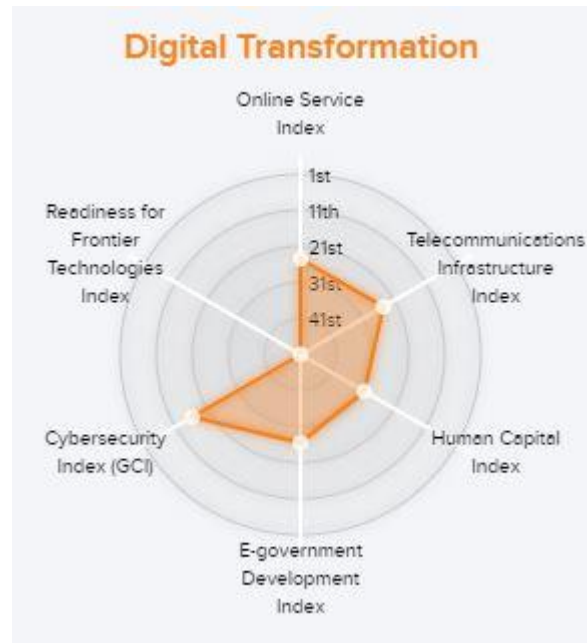 Digital Transformation
Online Service
Index
1st
11th
21st
31st
41st
Readiness for
Frontier
Technologies
Index
Telecommunications
Infrastructure
Index
Cybersecurity
Index (GCI)
Human Capital
Index
E-government
Development
Index